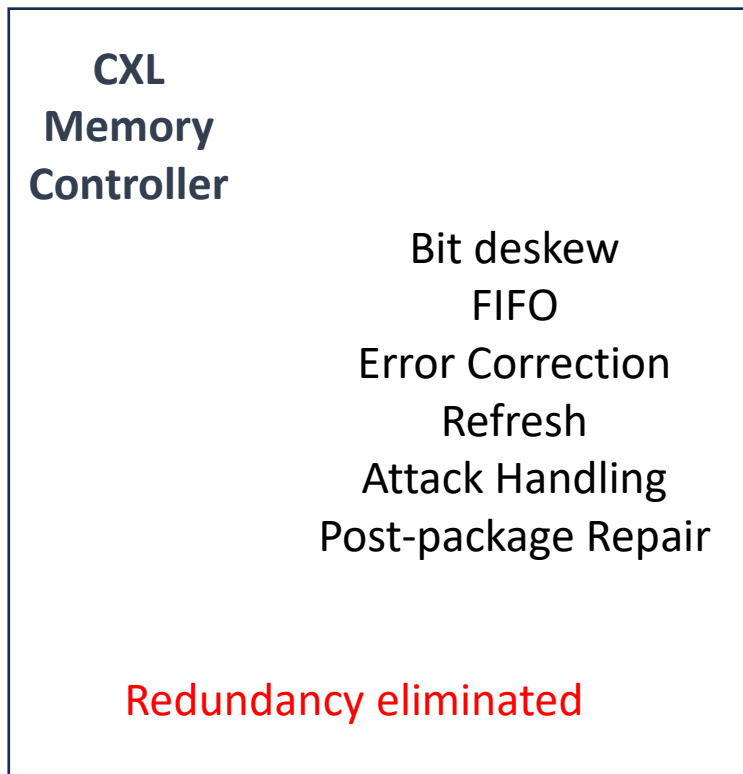 CXL
Memory
Controller
Bit deskew
FIFO
Error Correction
Refresh
Attack Handling
Post-package Repair
Redundancy eliminated